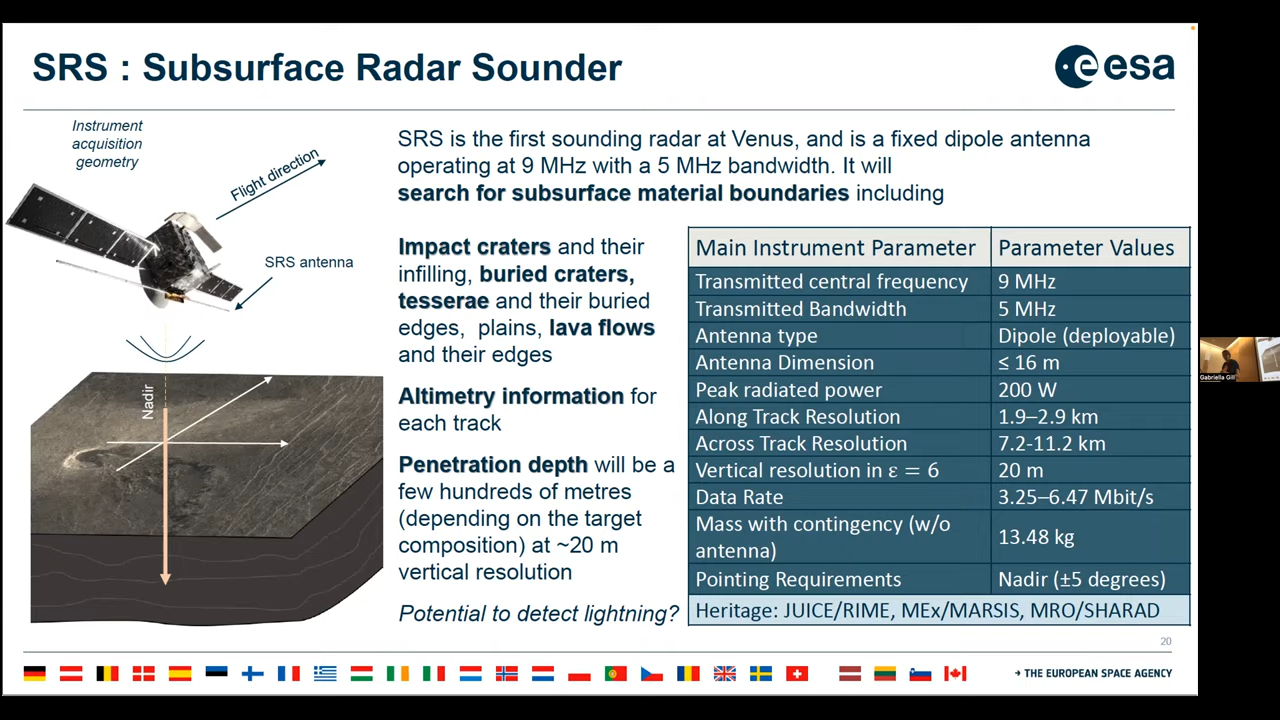 SRS : Subsurface Radar Sounder
esa
Instrument
acquisition
geometry
Flight direction
SRS antenna
Nadir
SRS is the first sounding radar at Venus, and is a fixed dipole antenna
operating at 9 MHz with a 5 MHz bandwidth. It will
search for subsurface material boundaries including
Impact craters and their
infilling, buried craters,
tesserae and their buried
edges, plains, lava flows
and their edges
Altimetry information for
each track
Penetration depth will be a
few hundreds of metres
(depending on the target
composition) at ~20 m
vertical resolution
Potential to detect lightning?
Main Instrument Parameter Parameter Values
Transmitted central frequency 9 MHz
Transmitted Bandwidth 5 MHz
Antenna type Dipole (deployable)
Antenna Dimension ≤ 16 m
Peak radiated power 200 W
Along Track Resolution 1.9–2.9 km
Across Track Resolution 7.2-11.2 km
Vertical resolution in ε = 6 20 m
Data Rate 3.25–6.47 Mbit/s
Mass with contingency (w/o
antenna) 13.48 kg
Pointing Requirements Nadir (±5 degrees)
Heritage: JUICE/RIME, MEx/MARSIS, MRO/SHARAD
20
→ THE EUROPEAN SPACE AGENCY
Gabriella Gill